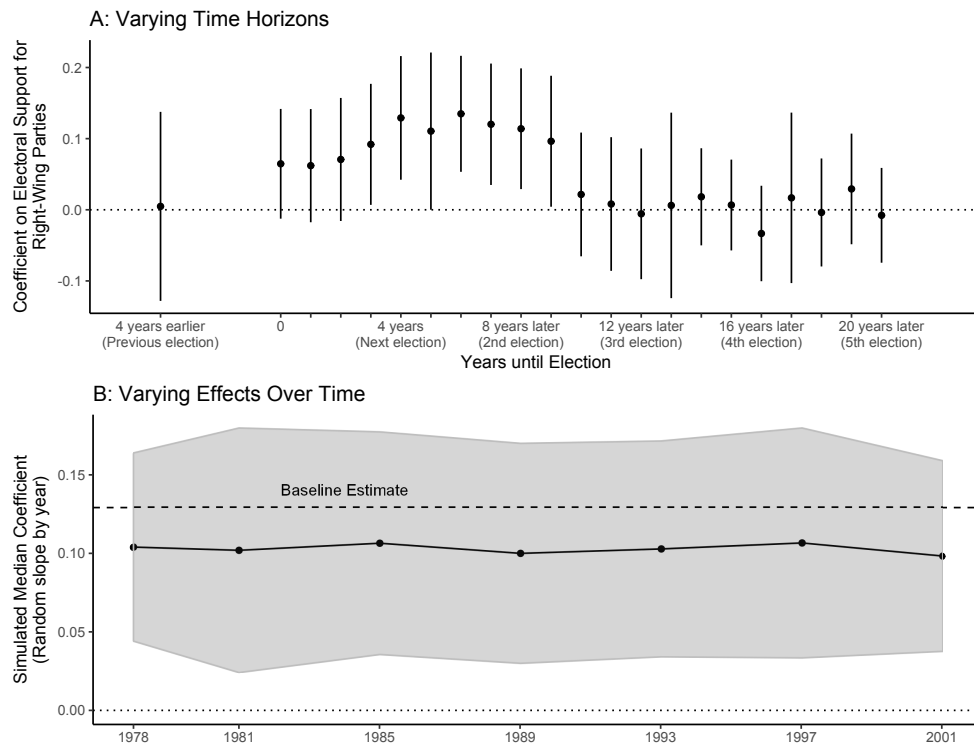 A: Varying Time Horizons
Coefficient on Electoral Support for
Right-Wing Parties
0.2
0.1
0.0
-0.1
4 years earlier
(Previous election)
0
4 years
(Next election)
8 years later
(2nd election)
12 years later
(3rd election)
16 years later
(4th election)
20 years later
(5th election)
Years until Election
B: Varying Effects Over Time
Simulated Median Coefficient
(Random slope by year)
0.15
0.10
0.05
0.00
Baseline Estimate
1978
1981
1985
1989
1993
1997
2001